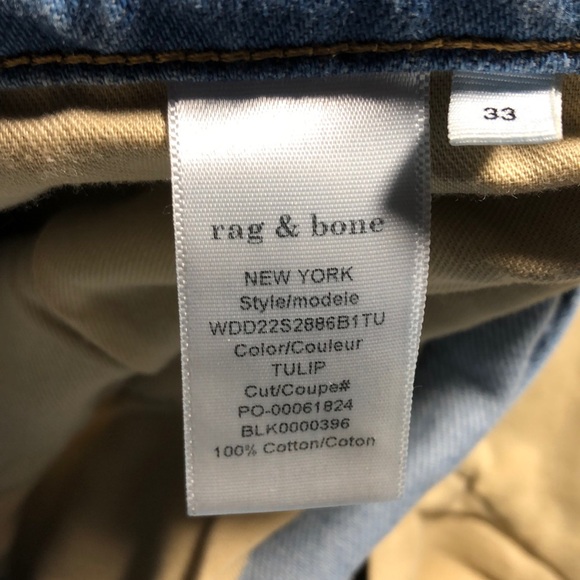 33
rag & bone
NEW YORK
Style/modele
WDD22S2886B1TU
Color/Couleur
TULIP
Cut/Coupe#
PO-00061824
BLK0000396
100% Cotton/Coton